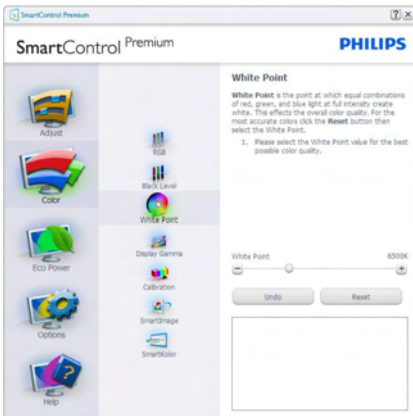 SmartControl Premium
SmartControl Premium
PHILIPS
Adjust
Color
Eco Power
Options
Help
RGB
Black Level
White Point
Display Gamma
Calibration
SmartImage
SmartKolor
White Point
White Point is the point at which equal combinations
of red, green, and blue light at full intensity create
white. This effects the overall color quality. For the
most accurate colors click the Reset button then
select the White Point.
1. Please select the White Point value for the best
possible color quality.
White Point 6500K
Undo Reset